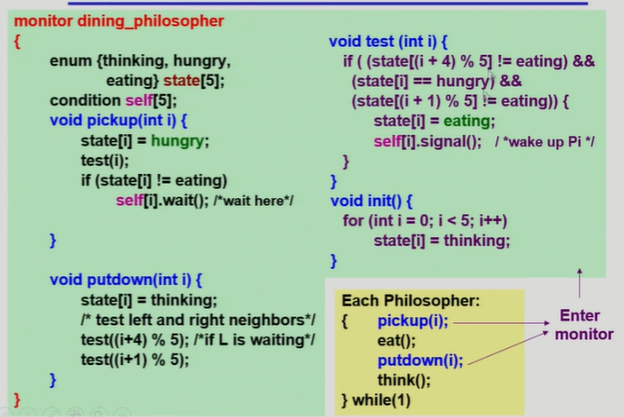 monitor dining_philosopher
{
enum {thinking, hungry,
eating} state[5];
condition self[5];
void pickup(int i) {
state[i] = hungry;
test(i);
if (state[i] != eating)
self[i].wait(); /*wait here*/
}
void putdown(int i) {
state[i] = thinking;
/* test left and right neighbors*/
test((i+4) % 5); /*if L is waiting*/
test((i+1) % 5);
}
}
void test (int i) {
if ( (state[(i + 4) % 5] != eating) &&
(state[i] == hungry) &&
(state[(i + 1) % 5] != eating)) {
state[i] = eating;
self[i].signal(); / *wake up Pi */
}
}
void init() {
for (int i = 0; i < 5; i++)
state[i] = thinking;
}
Each Philosopher:
{ pickup(i);
eat();
putdown(i);
think();
} while(1)
Enter
monitor